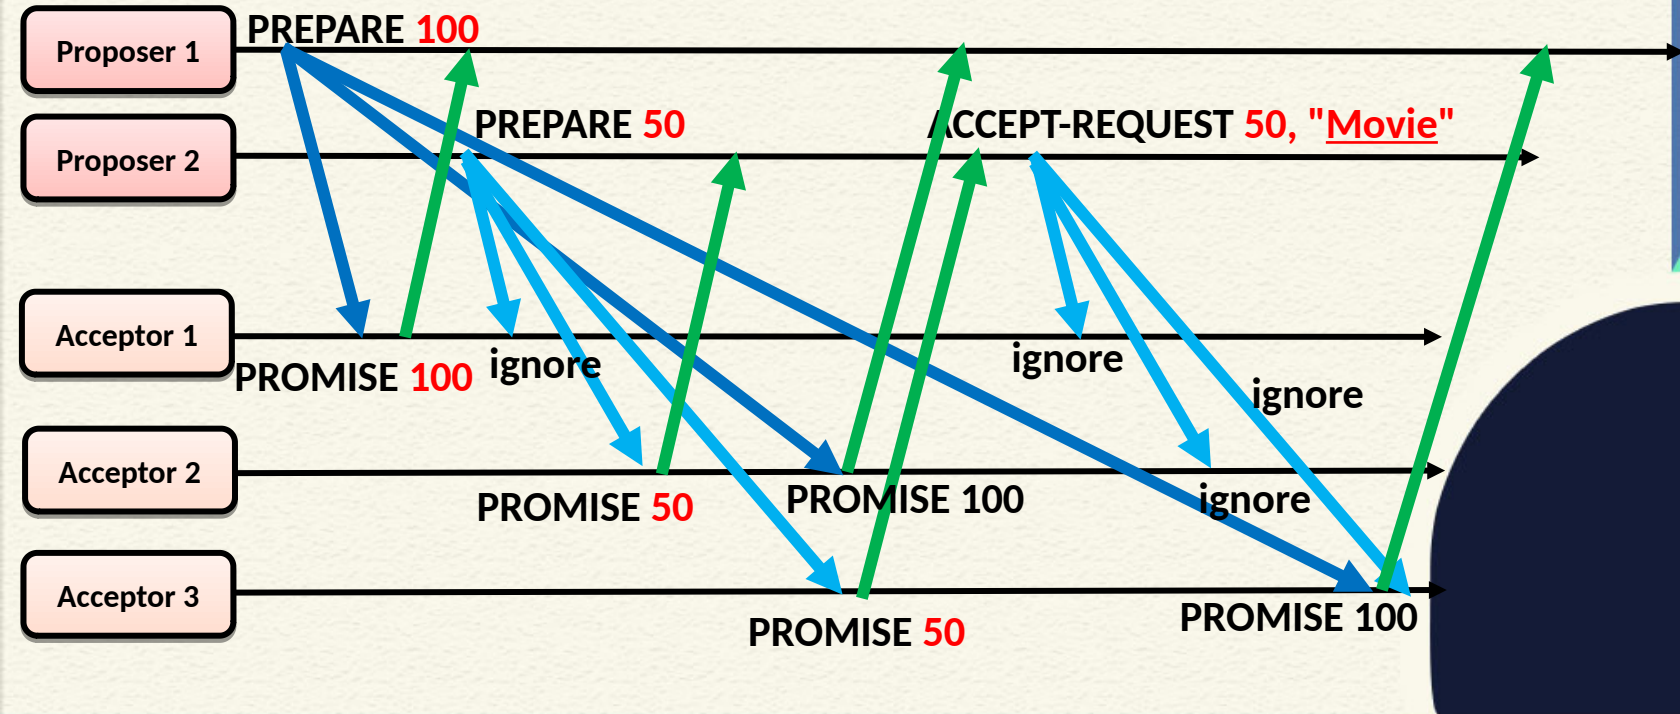 PREPARE 100
Proposer 1
PREPARE 50
ACCEPT-REQUEST 50, "Movie"
Proposer 2
Acceptor 1
PROMISE 100
ignore
ignore
ignore
Acceptor 2
PROMISE 50
PROMISE 100
ignore
Acceptor 3
PROMISE 50
PROMISE 100